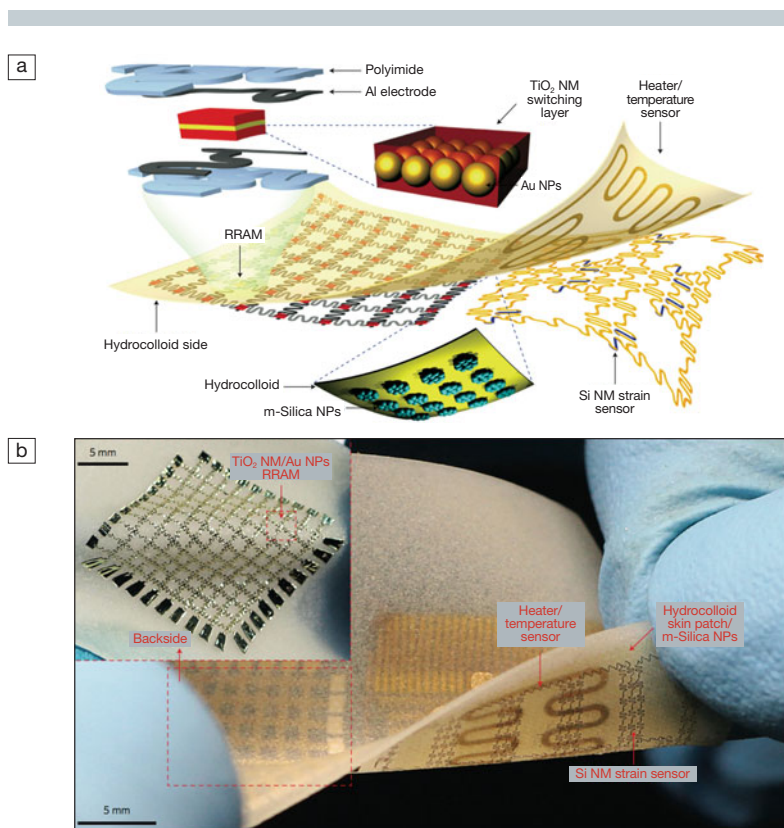 a
Polyimide
Al electrode
TiO₂ NM
switching
layer
Heater/
temperature
sensor
Au NPs
RRAM
Hydrocolloid side
Hydrocolloid
m-Silica NPs
Si NM strain
sensor
b
5 mm
TiO₂ NM/Au NPs
RRAM
Backside
Heater/
temperature
sensor
Hydrocolloid
skin patch/
m-Silica NPs
Si NM strain sensor
5 mm